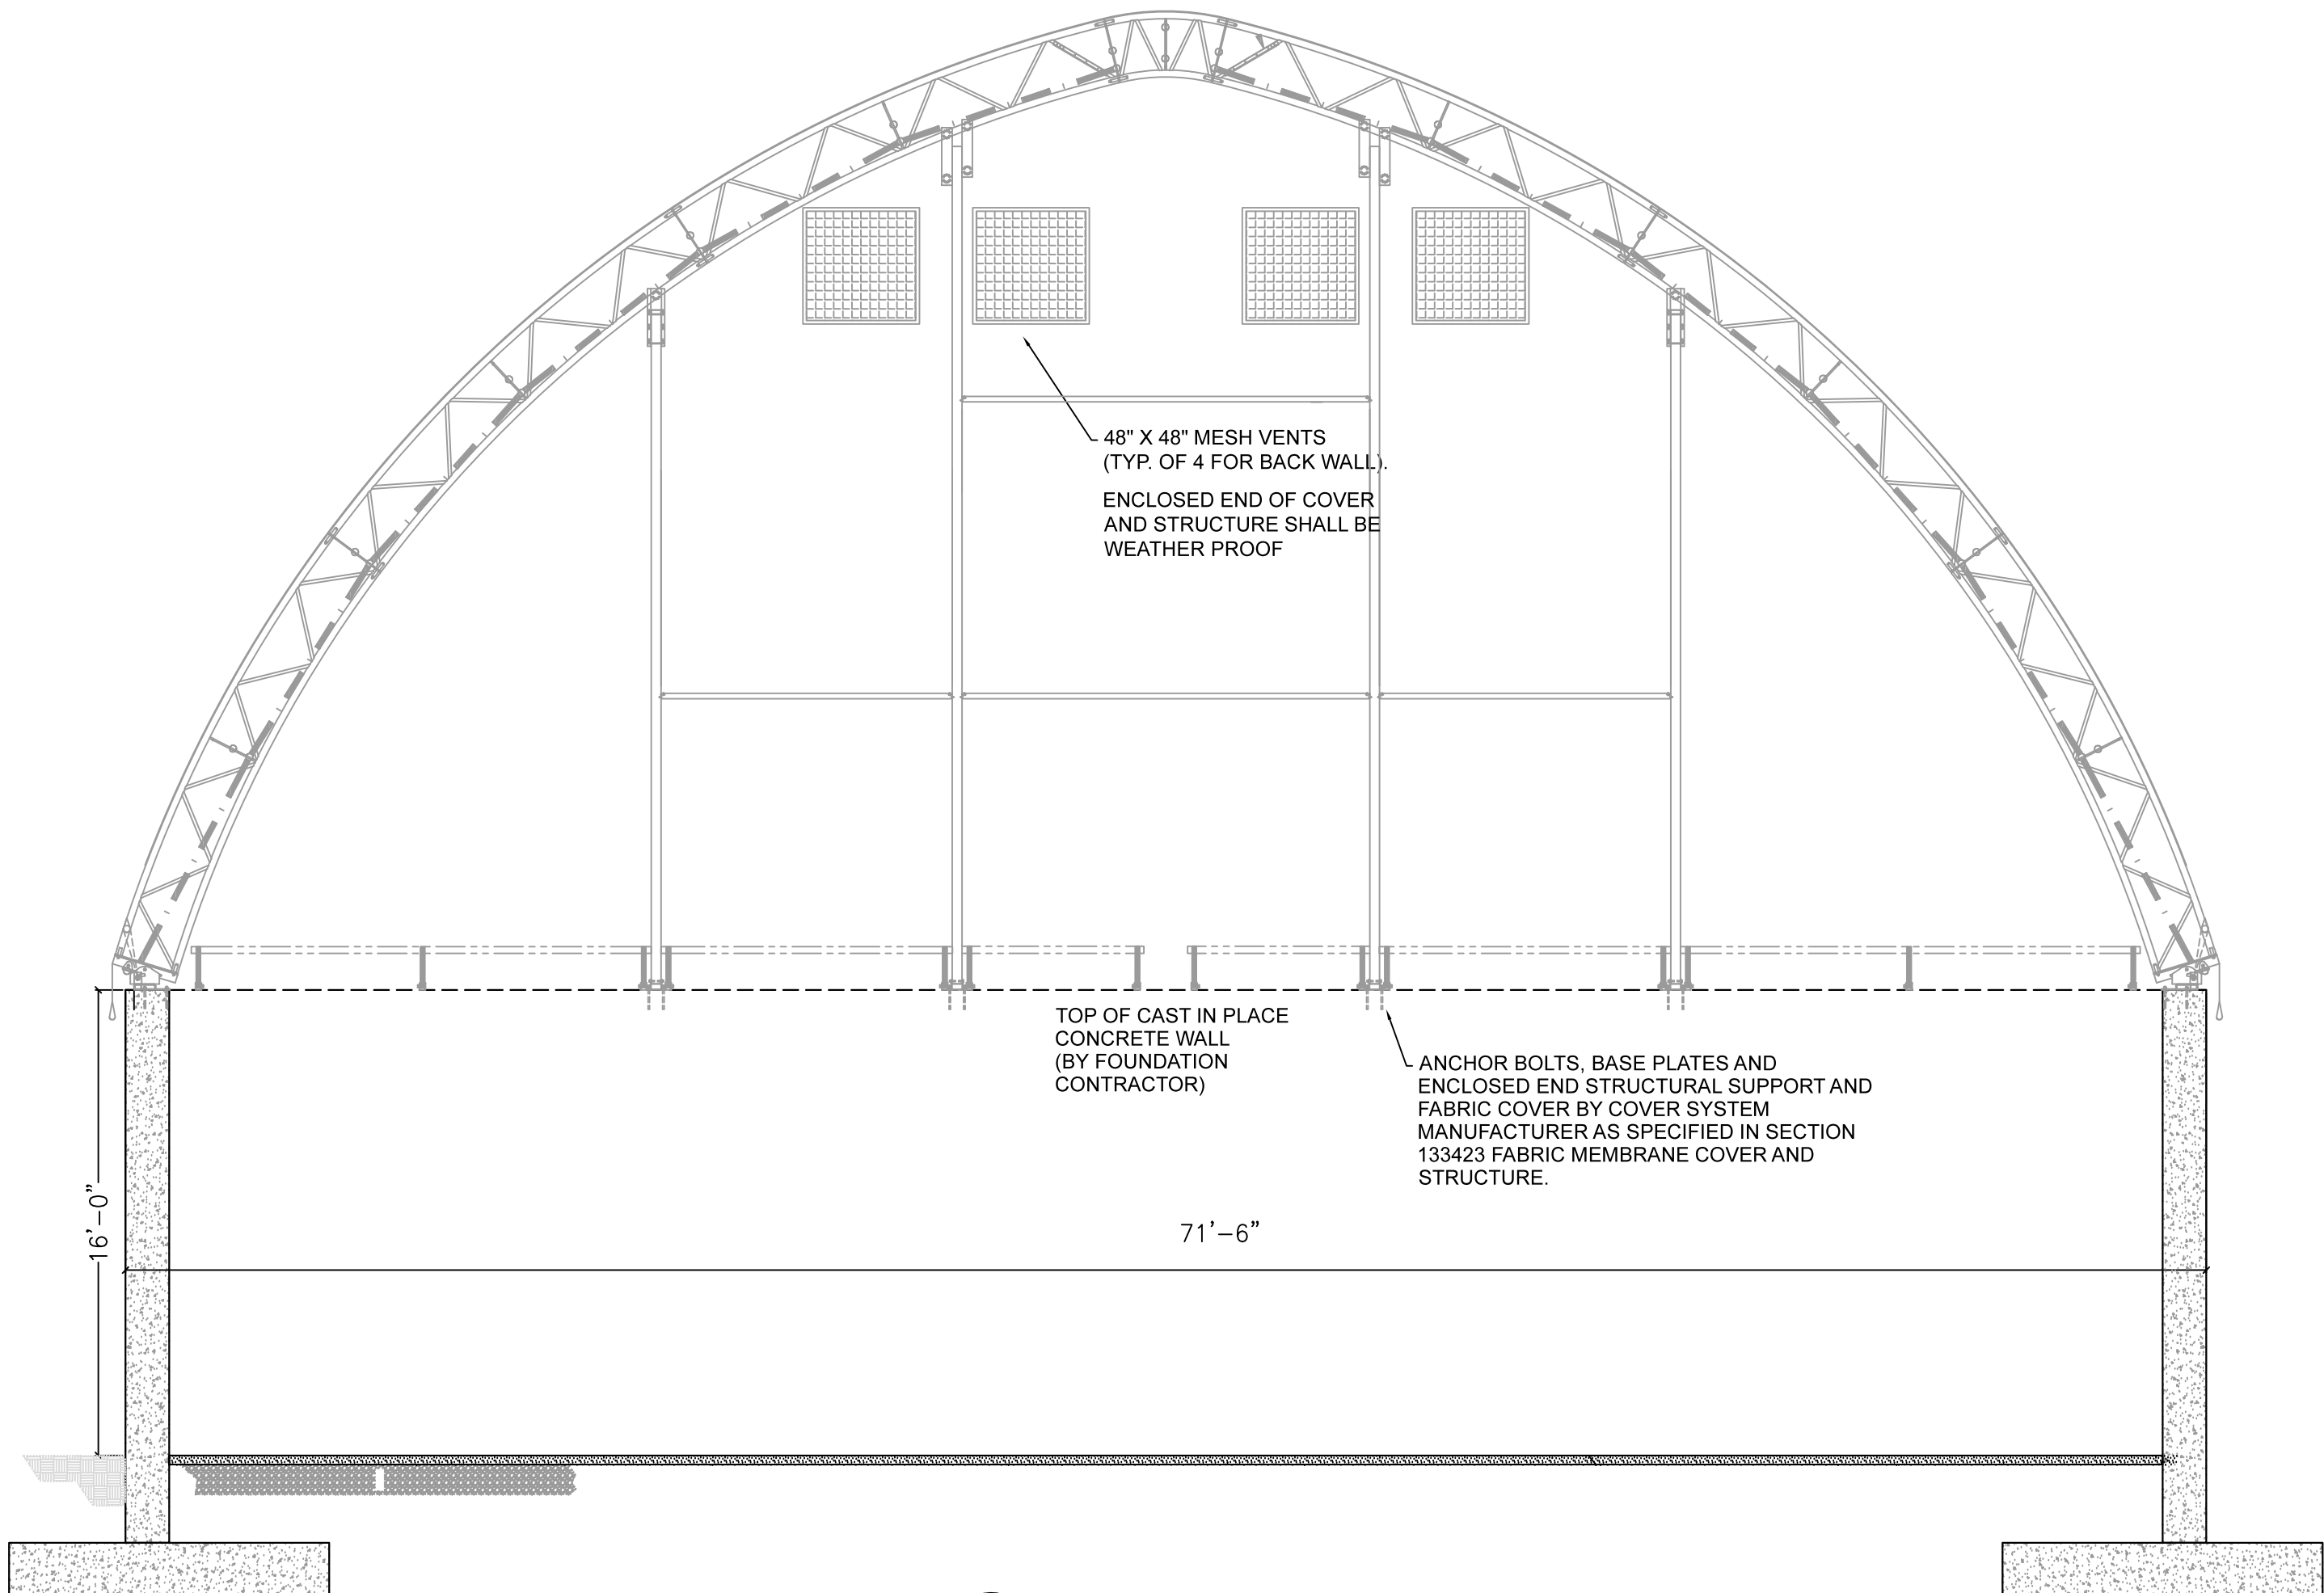 48" X 48" MESH VENTS
(TYP. OF 4 FOR BACK WALL).
ENCLOSED END OF COVER
AND STRUCTURE SHALL BE
WEATHER PROOF
TOP OF CAST IN PLACE
CONCRETE WALL
(BY FOUNDATION
CONTRACTOR)
ANCHOR BOLTS, BASE PLATES AND
ENCLOSED END STRUCTURAL SUPPORT AND
FABRIC COVER BY COVER SYSTEM
MANUFACTURER AS SPECIFIED IN SECTION
133423 FABRIC MEMBRANE COVER AND
STRUCTURE.
16’–0”
71’–6”